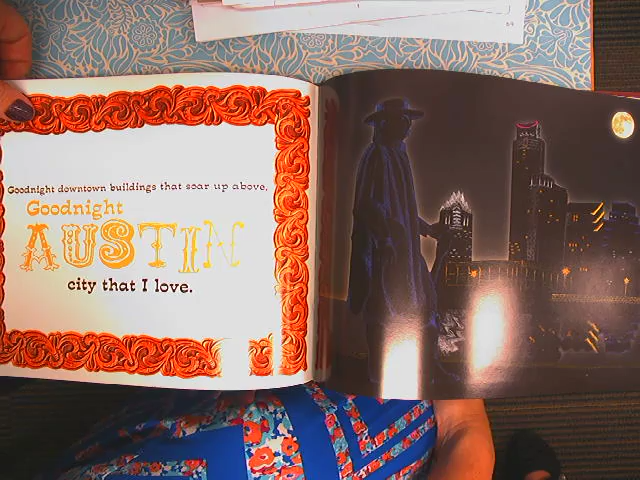 Goodnight downtown buildings that soar up above,
Goodnight
AUSTIN
city that I love.